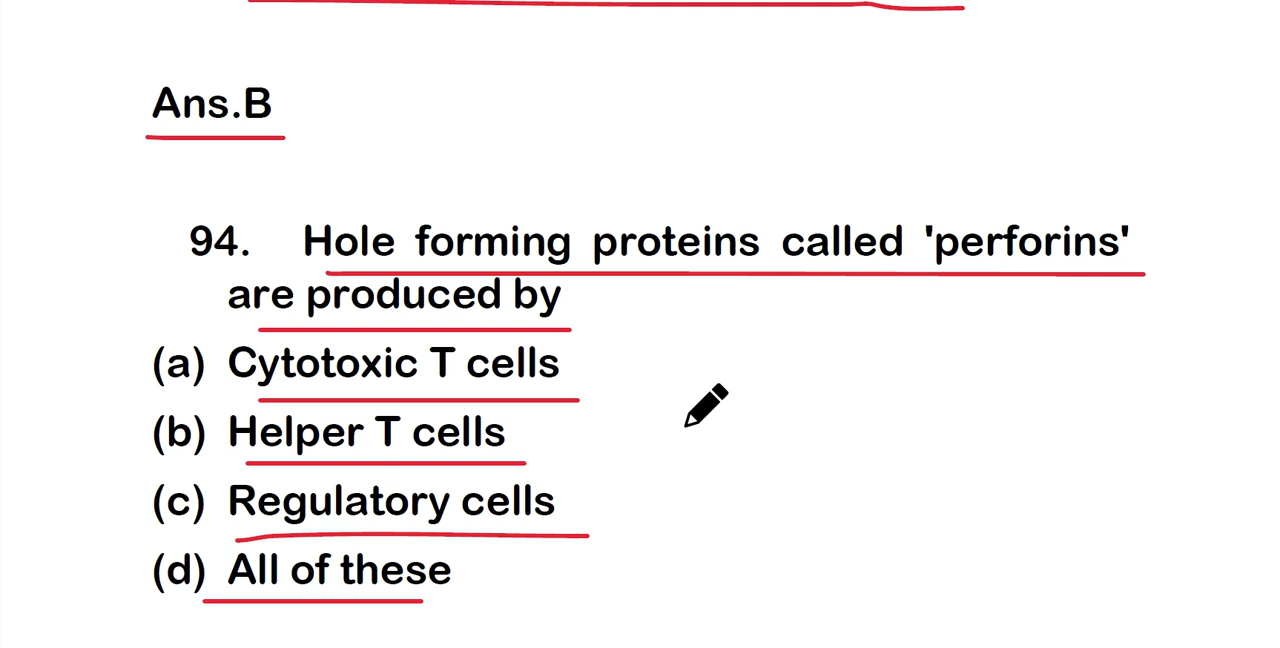 Ans.B
94. Hole forming proteins called 'perforins'
are produced by
(a) Cytotoxic T cells
(b) Helper T cells
(c) Regulatory cells
(d) All of these